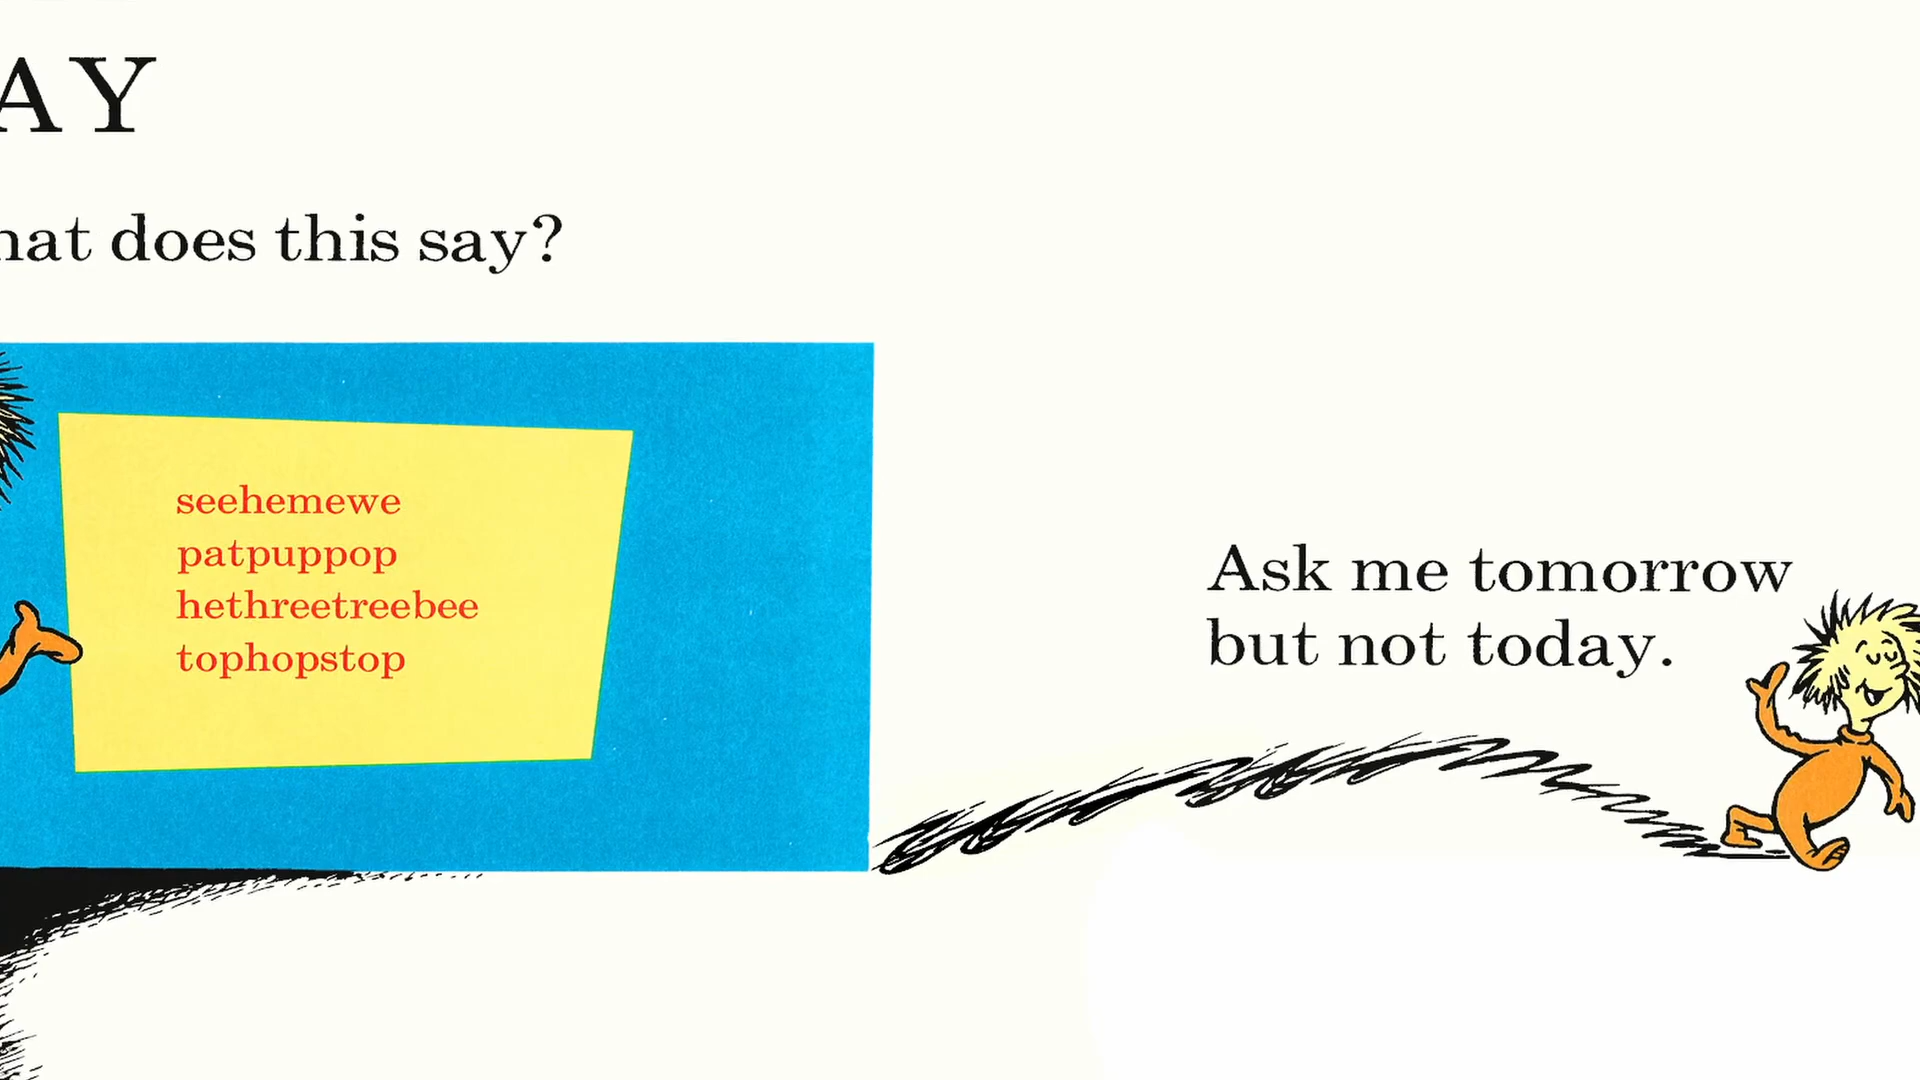 AY
hat does this say?
seehemewe
patpuppop
hethreetreebee
tophopstop
Ask me tomorrow
but not today.